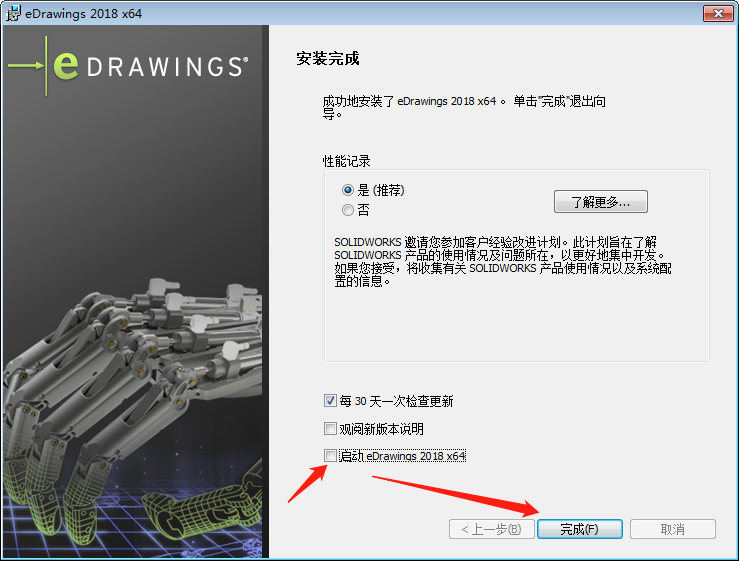 eDrawings 2018 x64
eDRAWINGS®
安装完成
成功地安装了 eDrawings 2018 x64 。 单击"完成"退出向
导。
性能记录
是 (推荐)
否
了解更多...
SOLIDWORKS 邀请您参加客户经验改进计划。此计划旨在了解
SOLIDWORKS 产品的使用情况及问题所在，以更好地集中开发。
如果您接受，将收集有关 SOLIDWORKS 产品使用情况以及系统配
置的信息。
每 30 天一次检查更新
观阅新版本说明
启动 eDrawings 2018 x64
< 上一步(B)
完成(F)
取消